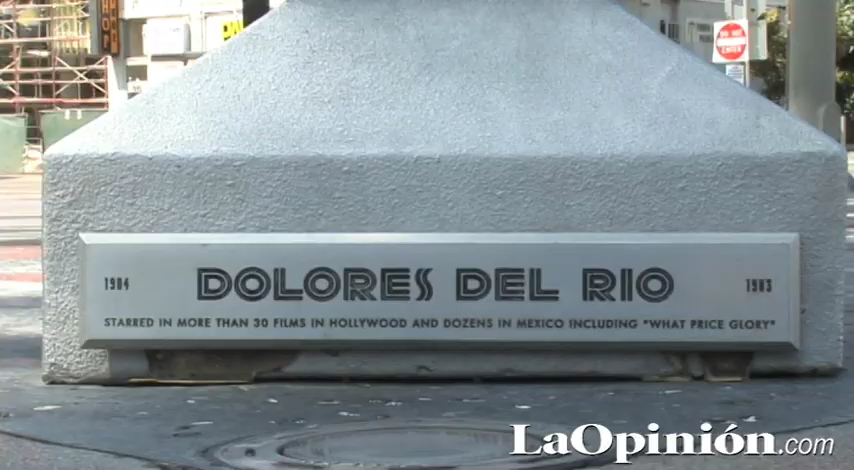 DO NOT
ENTER
1904
DOLORES DEL RIO
1983
STARRED IN MORE THAN 30 FILMS IN HOLLYWOOD AND DOZENS IN MEXICO INCLUDING "WHAT PRICE GLORY"
LaOpinión.com